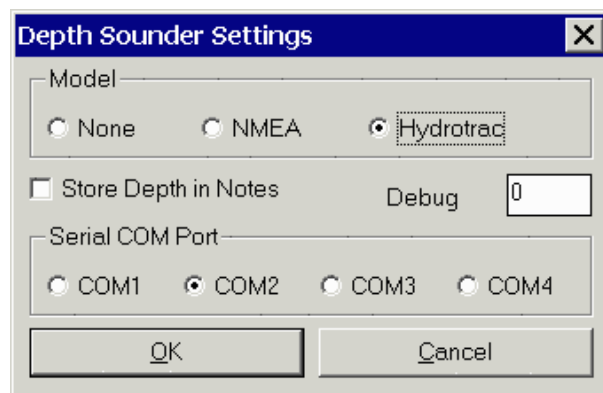 Depth Sounder Settings
Model
None NMEA Hydrotrac
Store Depth in Notes Debug 0
Serial COM Port
COM1 COM2 COM3 COM4
OK Cancel